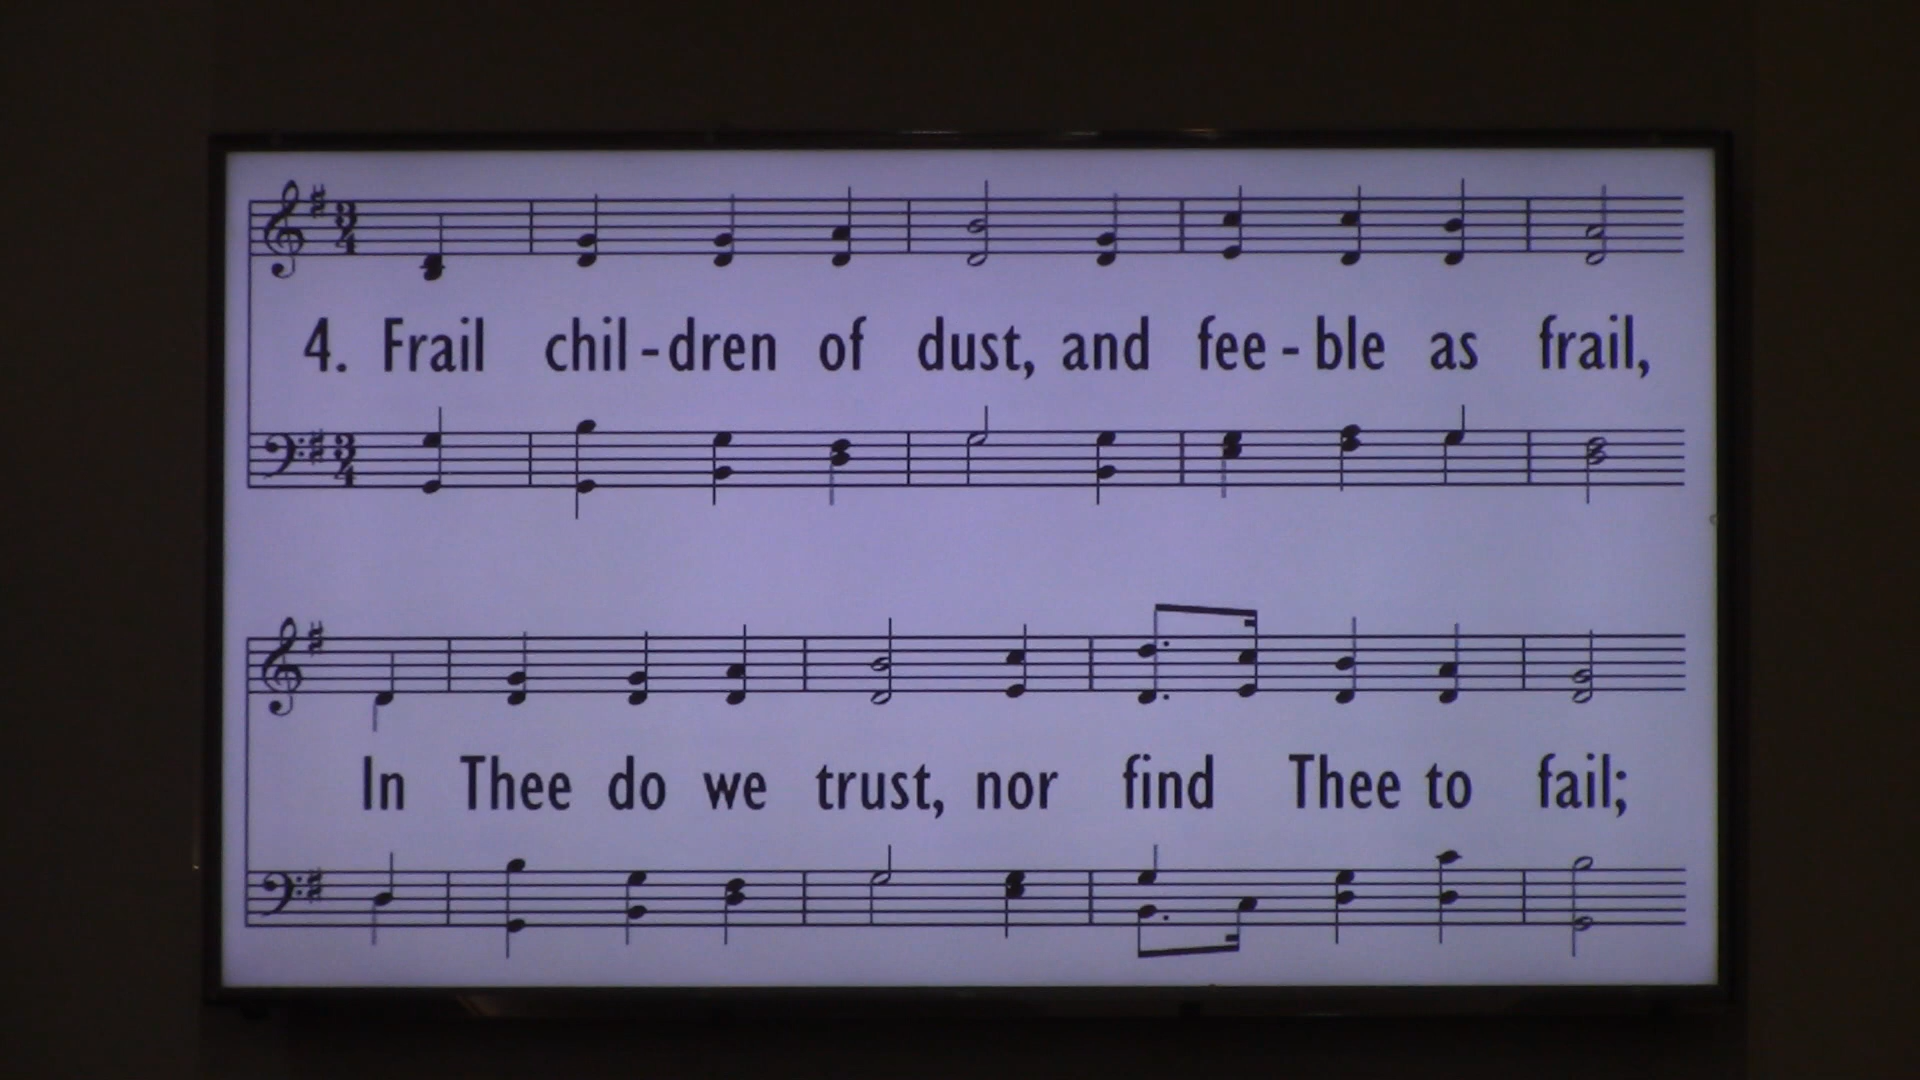 4. Frail chil - dren of dust, and fee - ble as frail,
In Thee do we trust, nor find Thee to fail;